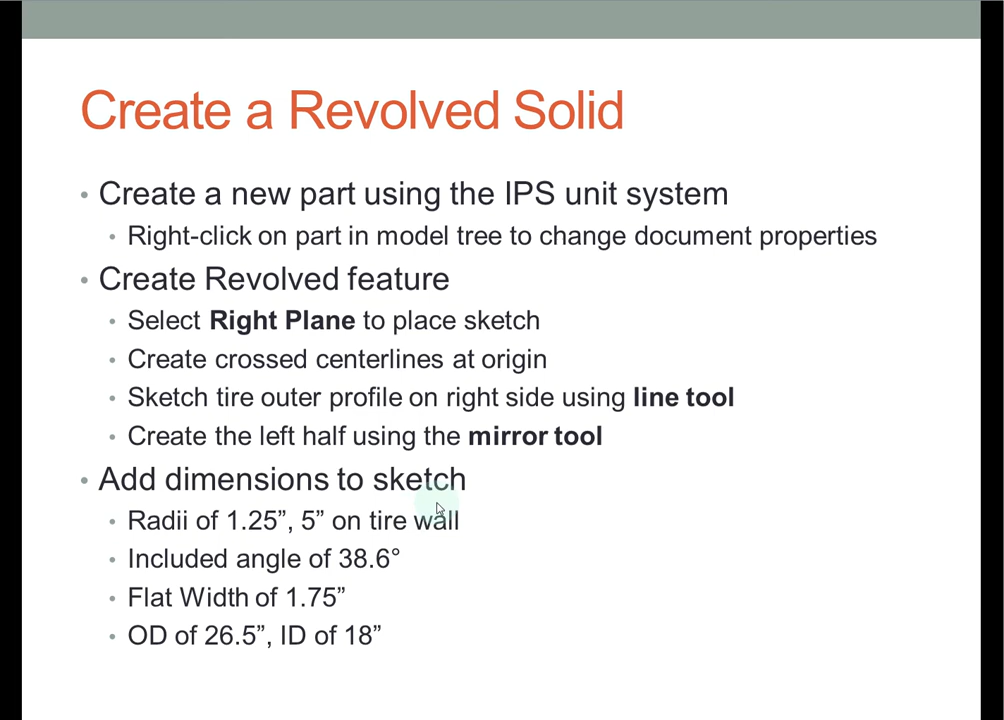 Create a Revolved Solid
• Create a new part using the IPS unit system
• Right-click on part in model tree to change document properties
• Create Revolved feature
• Select Right Plane to place sketch
• Create crossed centerlines at origin
• Sketch tire outer profile on right side using line tool
• Create the left half using the mirror tool
• Add dimensions to sketch
• Radii of 1.25”, 5” on tire wall
• Included angle of 38.6°
• Flat Width of 1.75”
• OD of 26.5”, ID of 18”